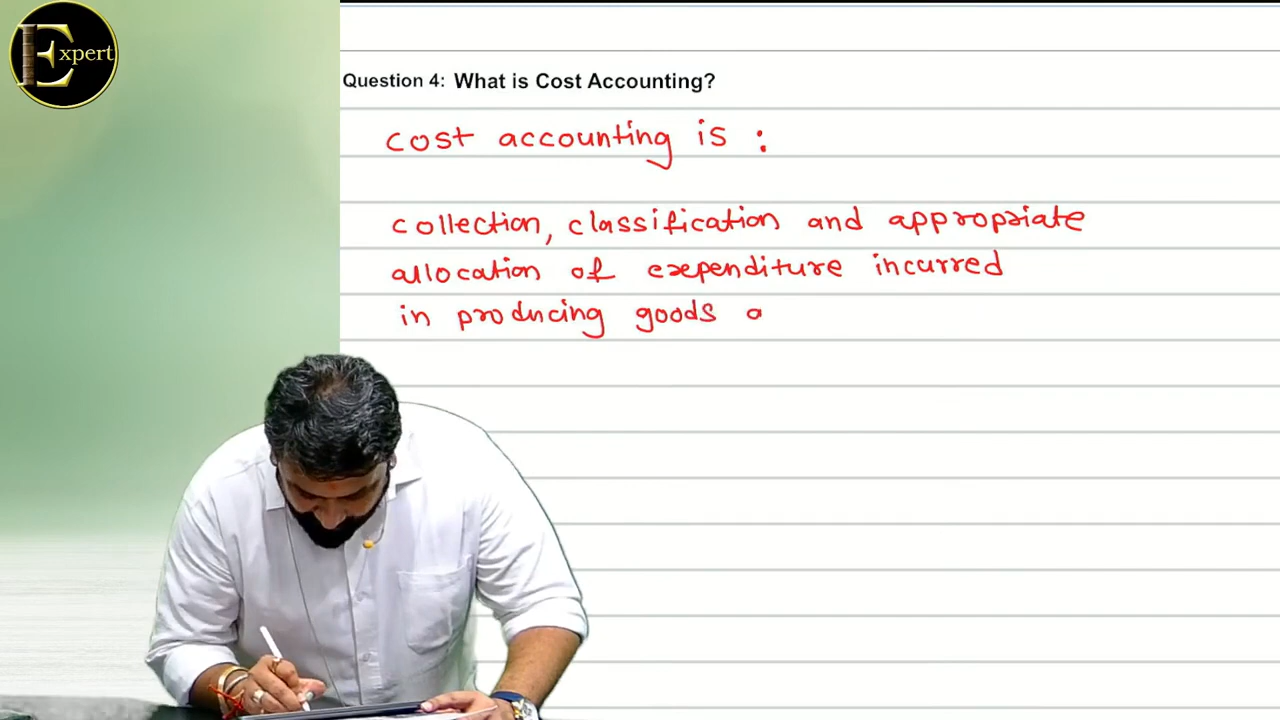 Expert
Question 4: What is Cost Accounting?
cost accounting is :
collection, classification and appropriate
allocation of expenditure incurred
in producing goods a